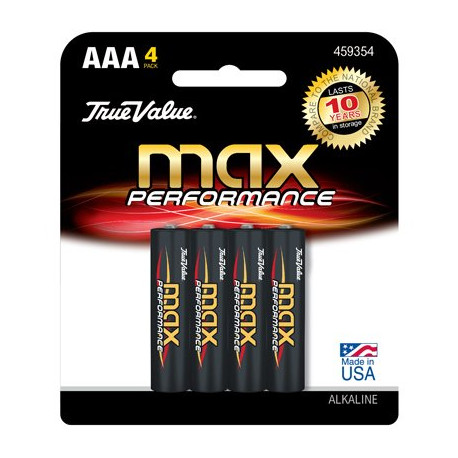 AAA 4
PACK
459354
True Value®
COMPARE TO THE NATIONAL BRAND
LASTS
10
YEARS
in storage
max
PERFORMANCE
True Value
max
PERFORMANCE
True Value
max
PERFORMANCE
True Value
max
PERFORMANCE
True Value
max
PERFORMANCE
Made in
USA
ALKALINE